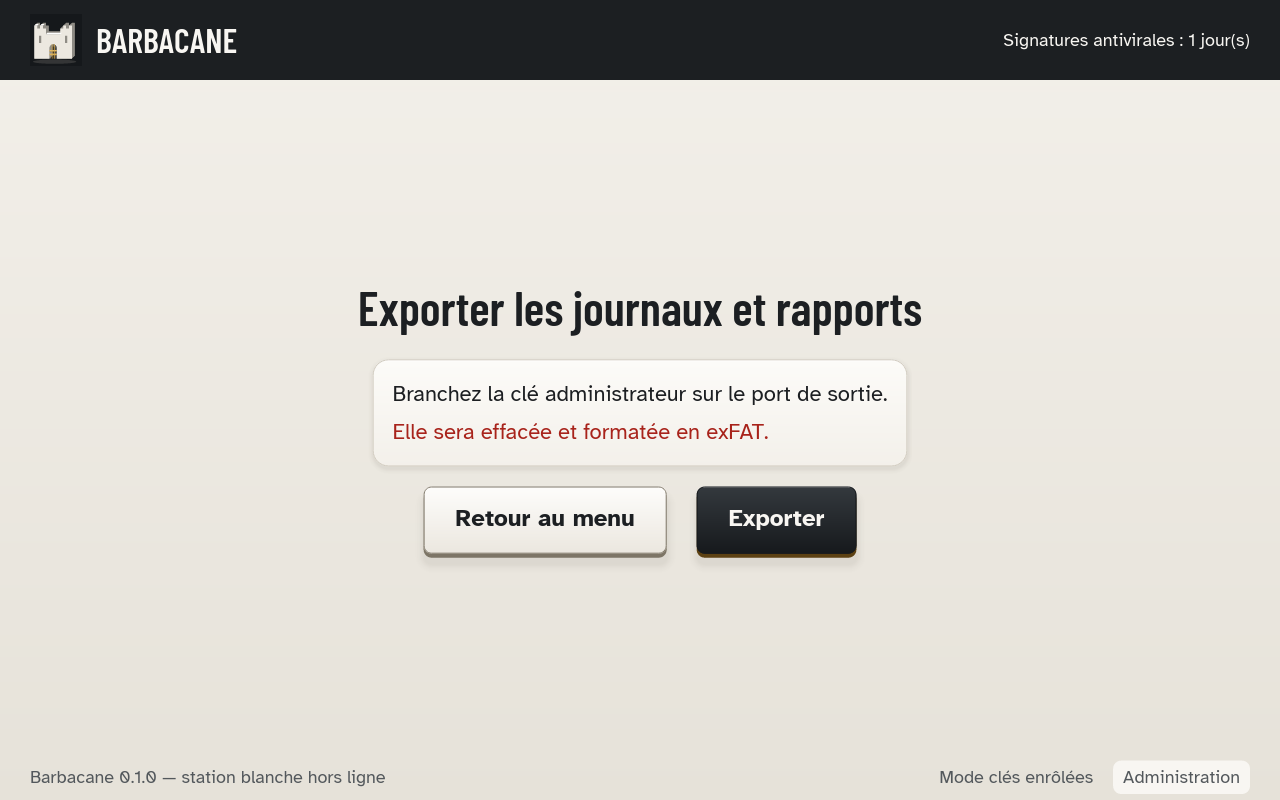 BARBACANE
Signatures antivirales : 1 jour(s)
Exporter les journaux et rapports
Branchez la clé administrateur sur le port de sortie.
Elle sera effacée et formatée en exFAT.
Retour au menu
Exporter
Barbacane 0.1.0 — station blanche hors ligne
Mode clés enrôlées
Administration